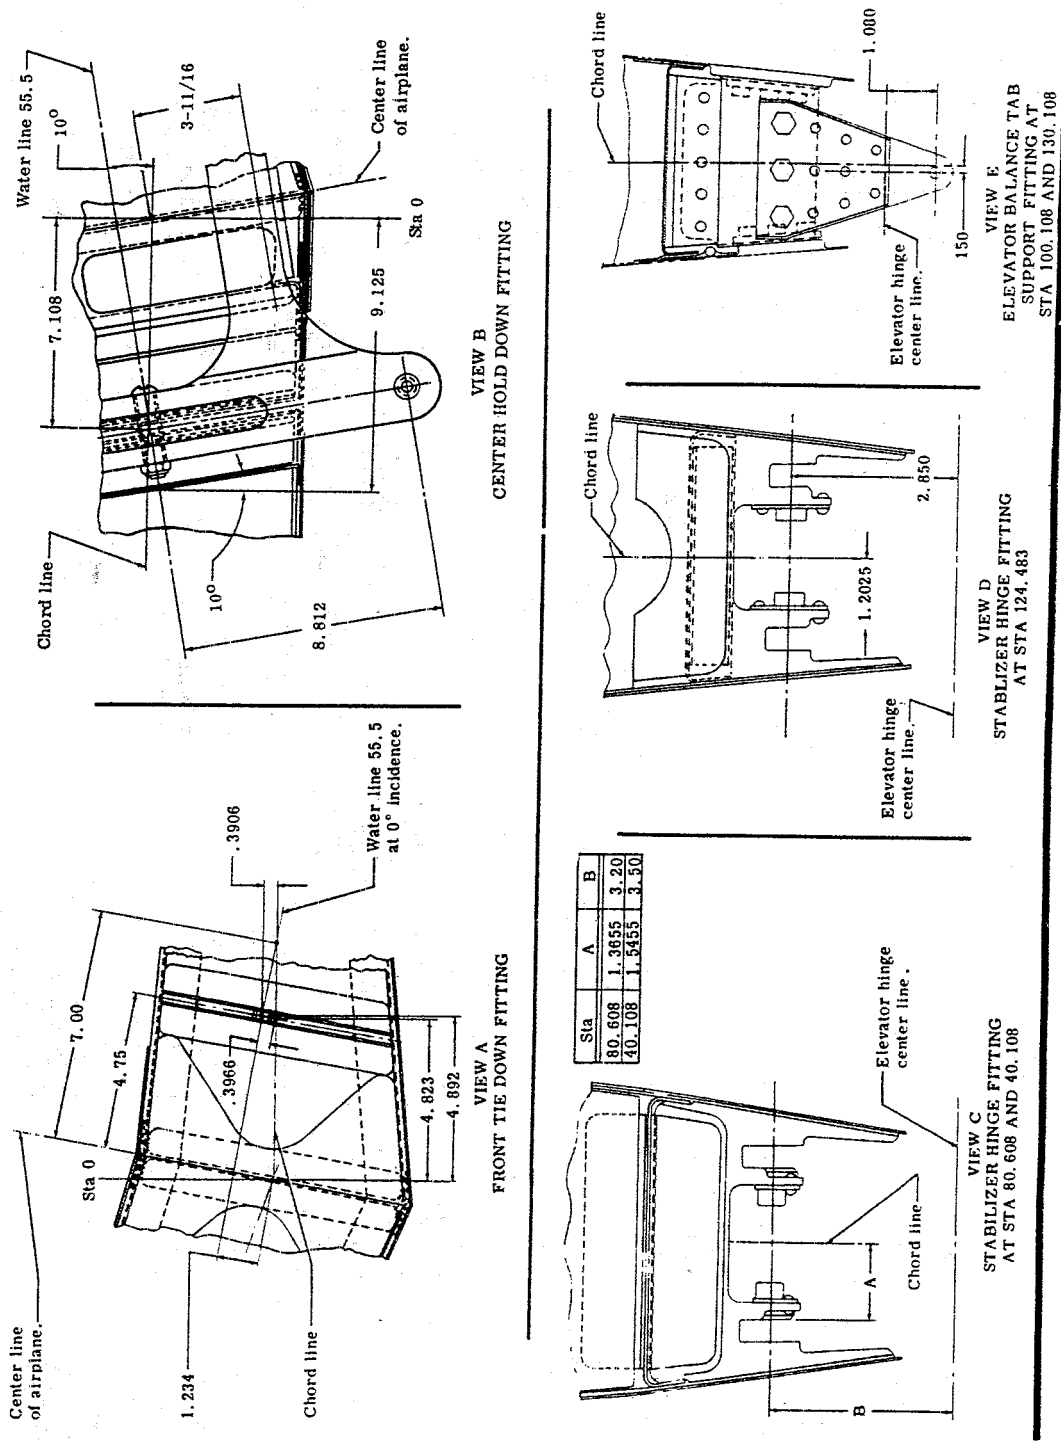 Center line
of airplane.
7.00
4.75
Sta 0
1.234
.3906
.3966
Water line 55.5
at 0° incidence.
Chord line
4.823
4.892
VIEW A
FRONT TIE DOWN FITTING
Water line 55.5
10°
3-11/16
Center line
of airplane.
7.108
Sta 0
9.125
Chord line
10°
8.812
VIEW B
CENTER HOLD DOWN FITTING
Sta A B
80.608 1.3655 3.20
40.108 1.5455 3.50
Elevator hinge
center line.
Chord line
A
B
VIEW C
STABILIZER HINGE FITTING
AT STA 80.608 AND 40.108
Chord line
1.2025
2.850
Elevator hinge
center line.
VIEW D
STABLIZER HINGE FITTING
AT STA 124.483
Chord line
1.080
Elevator hinge
center line.
150
VIEW E
ELEVATOR BALANCE TAB
SUPPORT FITTING AT
STA 100.108 AND 130.108